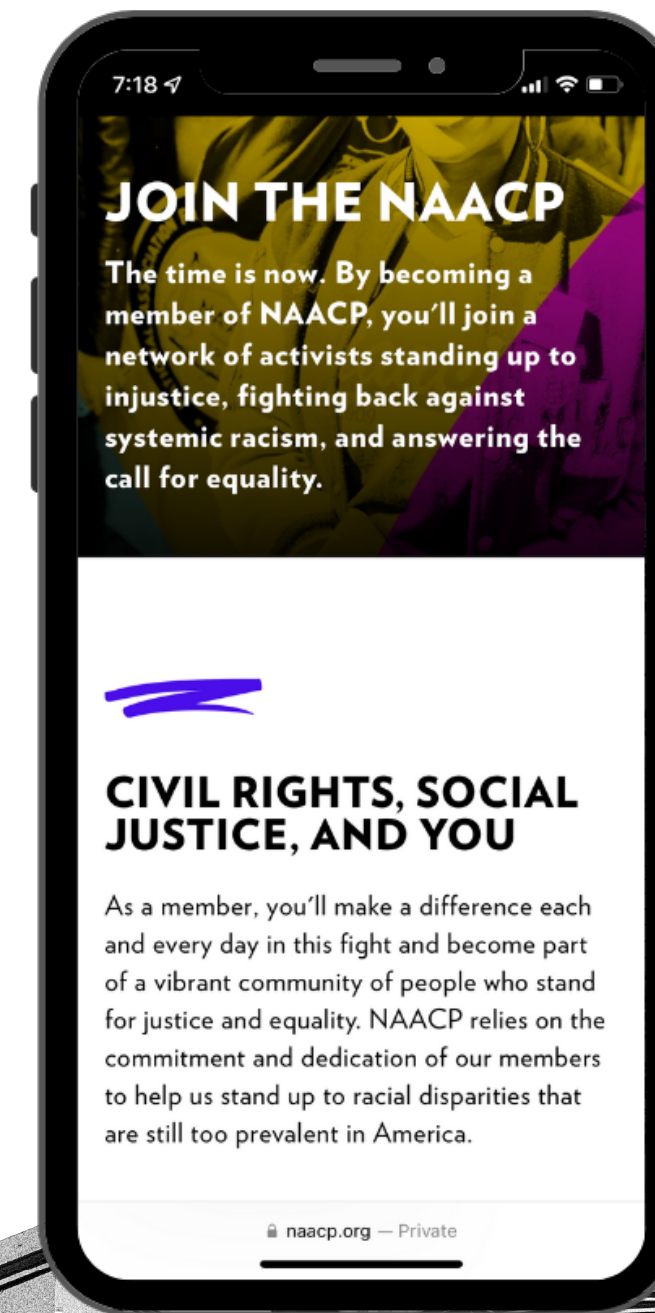 7:18
JOIN THE NAACP
The time is now. By becoming a
member of NAACP, you'll join a
network of activists standing up to
injustice, fighting back against
systemic racism, and answering the
call for equality.
CIVIL RIGHTS, SOCIAL
JUSTICE, AND YOU
As a member, you'll make a difference each
and every day in this fight and become part
of a vibrant community of people who stand
for justice and equality. NAACP relies on the
commitment and dedication of our members
to help us stand up to racial disparities that
are still too prevalent in America.
naacp.org — Private